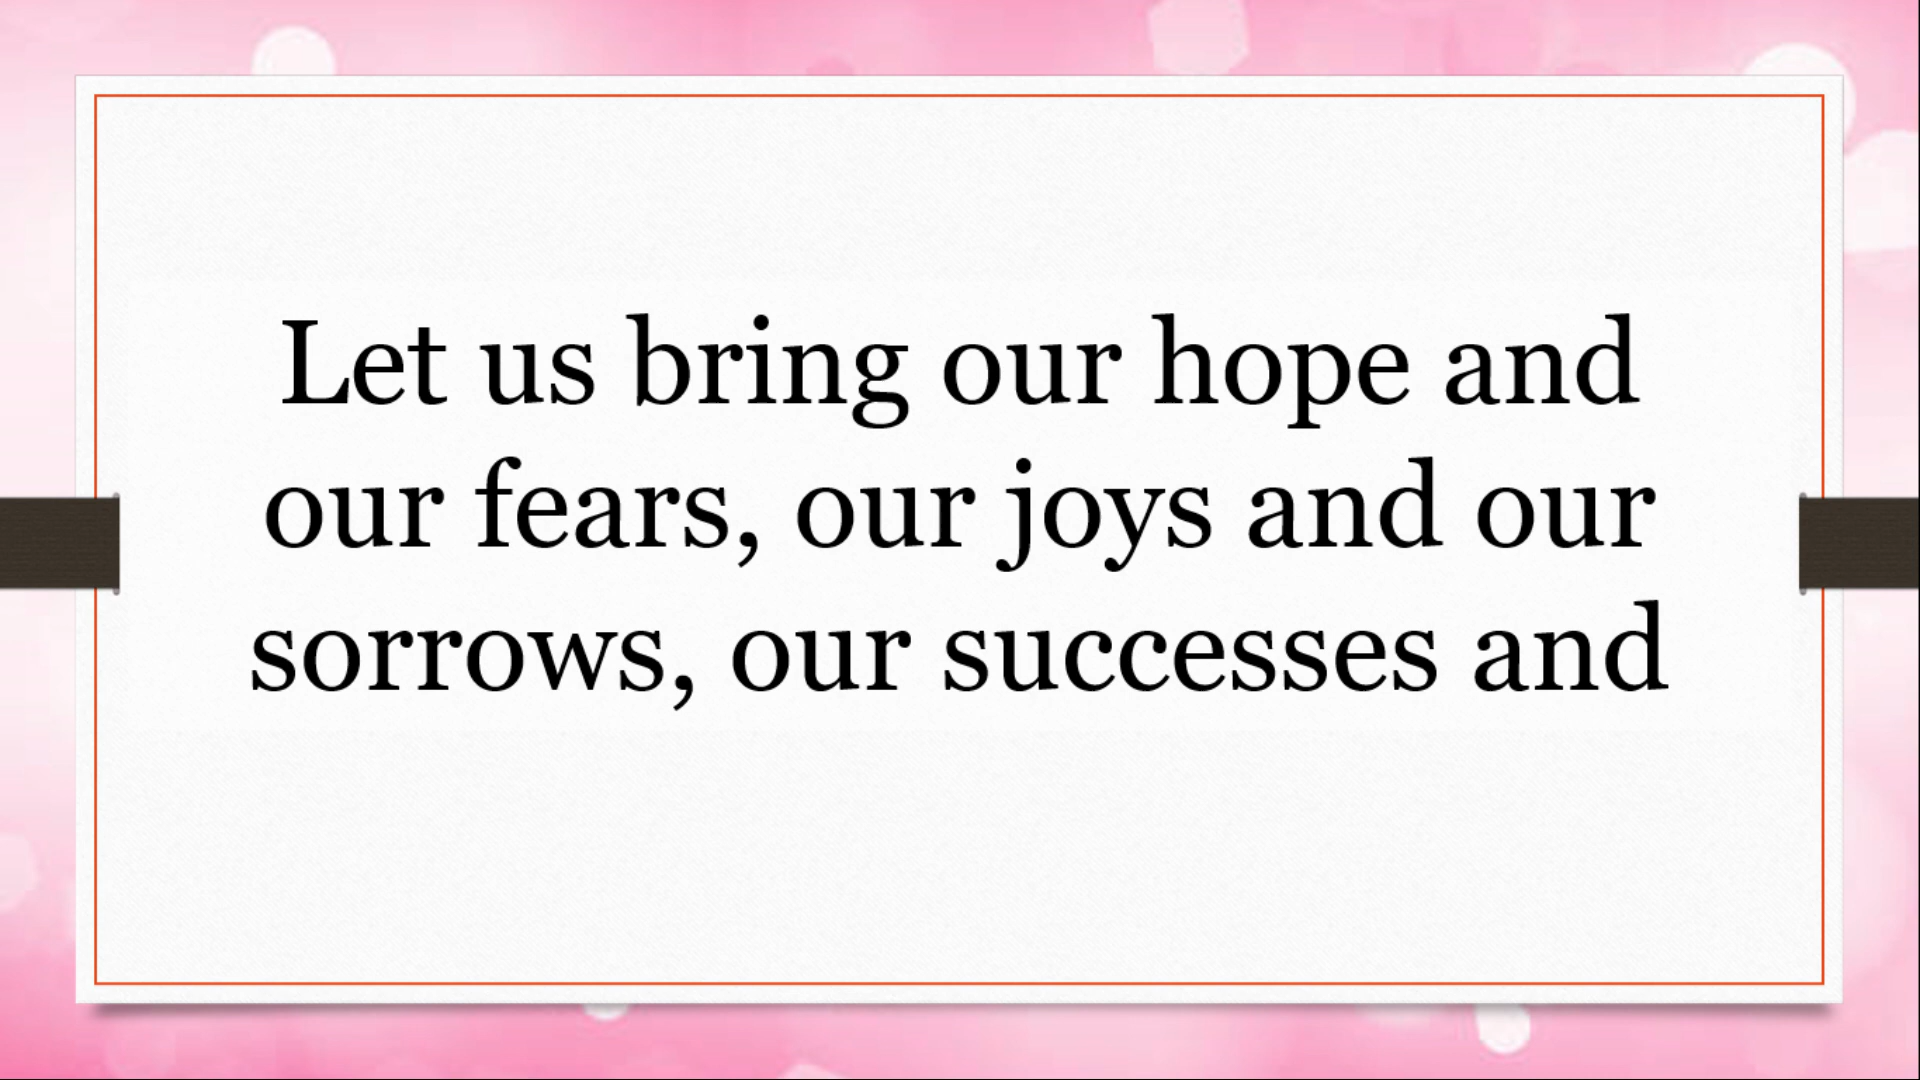 Let us bring our hope and
our fears, our joys and our
sorrows, our successes and